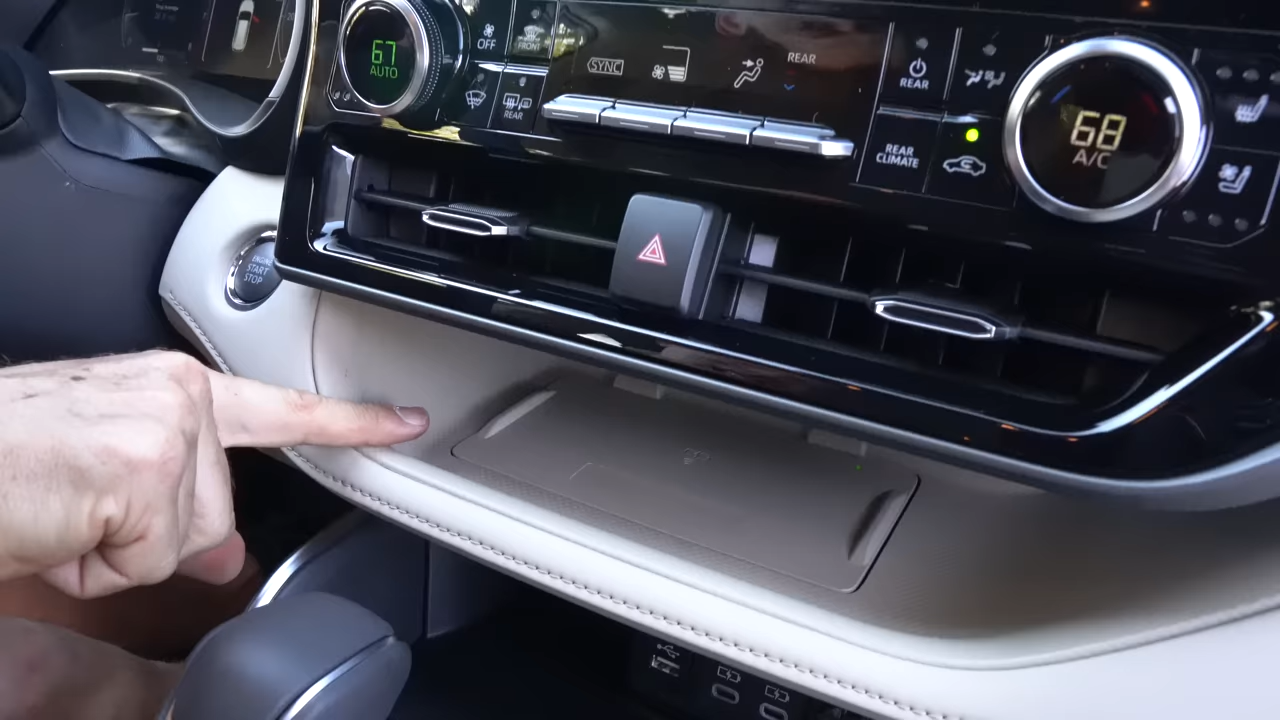 67
AUTO
OFF
FRONT
REAR
SYNC
REAR
REAR
REAR
CLIMATE
68
A/C
ENGINE
START
STOP